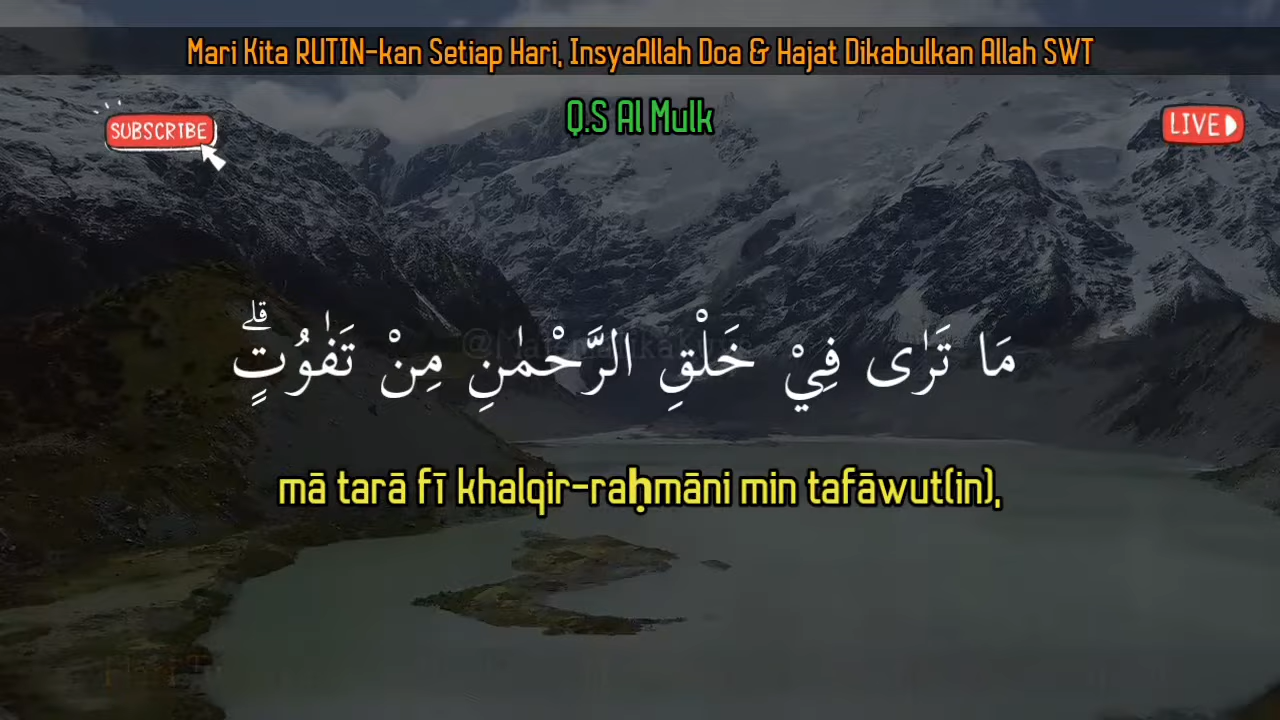 Mari Kita RUTIN-kan Setiap Hari, InsyaAllah Doa & Hajat Dikabulkan Allah SWT
Q.S Al Mulk
SUBSCRIBE
LIVE
مَا تَرٰى فِيْ خَلْقِ الرَّحْمٰنِ مِنْ تَفٰوُتٍۗ
mā tarā fī khalqir-raḥmāni min tafāwut(in),